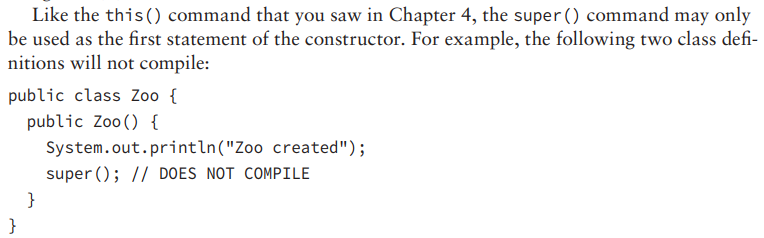 Like the this() command that you saw in Chapter 4, the super() command may only
be used as the first statement of the constructor. For example, the following two class defi-
nitions will not compile:
public class Zoo {
  public Zoo() {
    System.out.println("Zoo created");
    super(); // DOES NOT COMPILE
  }
}